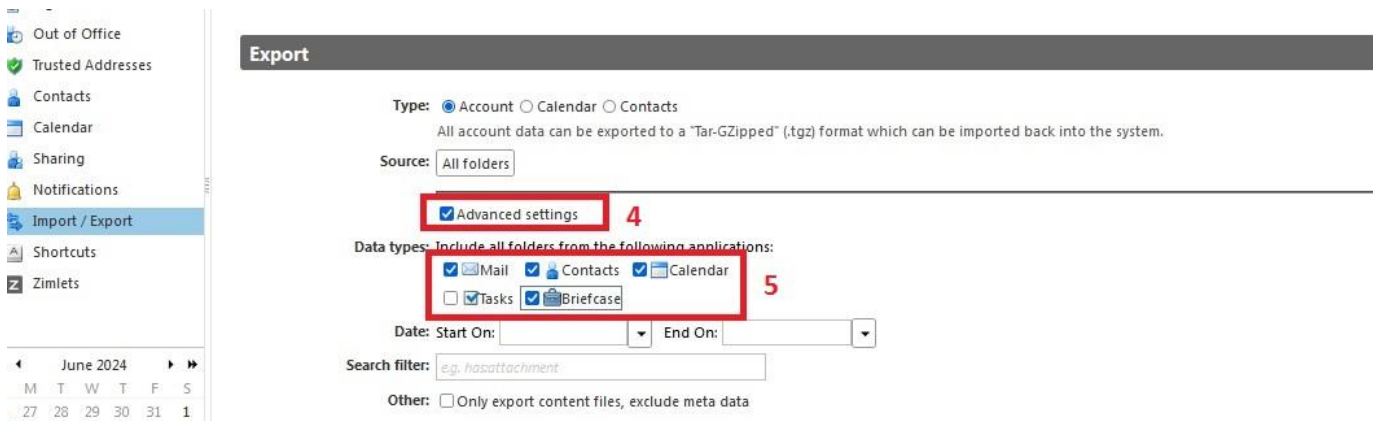 Out of Office
Trusted Addresses
Contacts
Calendar
Sharing
Notifications
Import / Export
Shortcuts
Z Zimlets
June 2024
M T W T F S
27 28 29 30 31 1
Export
Type: Account Calendar Contacts
All account data can be exported to a "Tar-GZipped" (.tgz) format which can be imported back into the system.
Source: All folders
Advanced settings 4
Data types: Include all folders from the following applications:
Mail Contacts Calendar
Tasks Briefcase 5
Date: Start On: End On:
Search filter: e.g. has:attachment
Other: Only export content files, exclude meta data